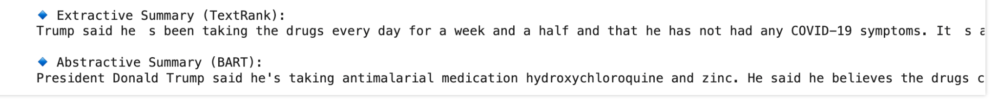 🔹 Extractive Summary (TextRank):
Trump said he  s been taking the drugs every day for a week and a half and that he has not had any COVID-19 symptoms. It  s a
🔹 Abstractive Summary (BART):
President Donald Trump said he's taking antimalarial medication hydroxychloroquine and zinc. He said he believes the drugs c